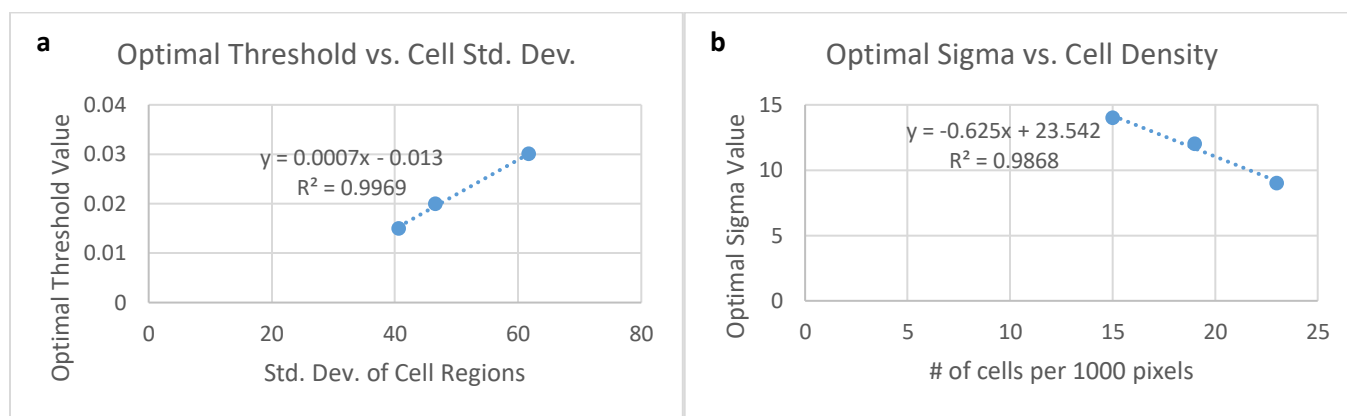 a
Optimal Threshold vs. Cell Std. Dev.
Optimal Threshold Value
0.04
0.03
0.02
0.01
0
y = 0.0007x - 0.013
R² = 0.9969
0 20 40 60 80
Std. Dev. of Cell Regions
b
Optimal Sigma vs. Cell Density
Optimal Sigma Value
15
10
5
0
y = -0.625x + 23.542
R² = 0.9868
0 5 10 15 20 25
# of cells per 1000 pixels